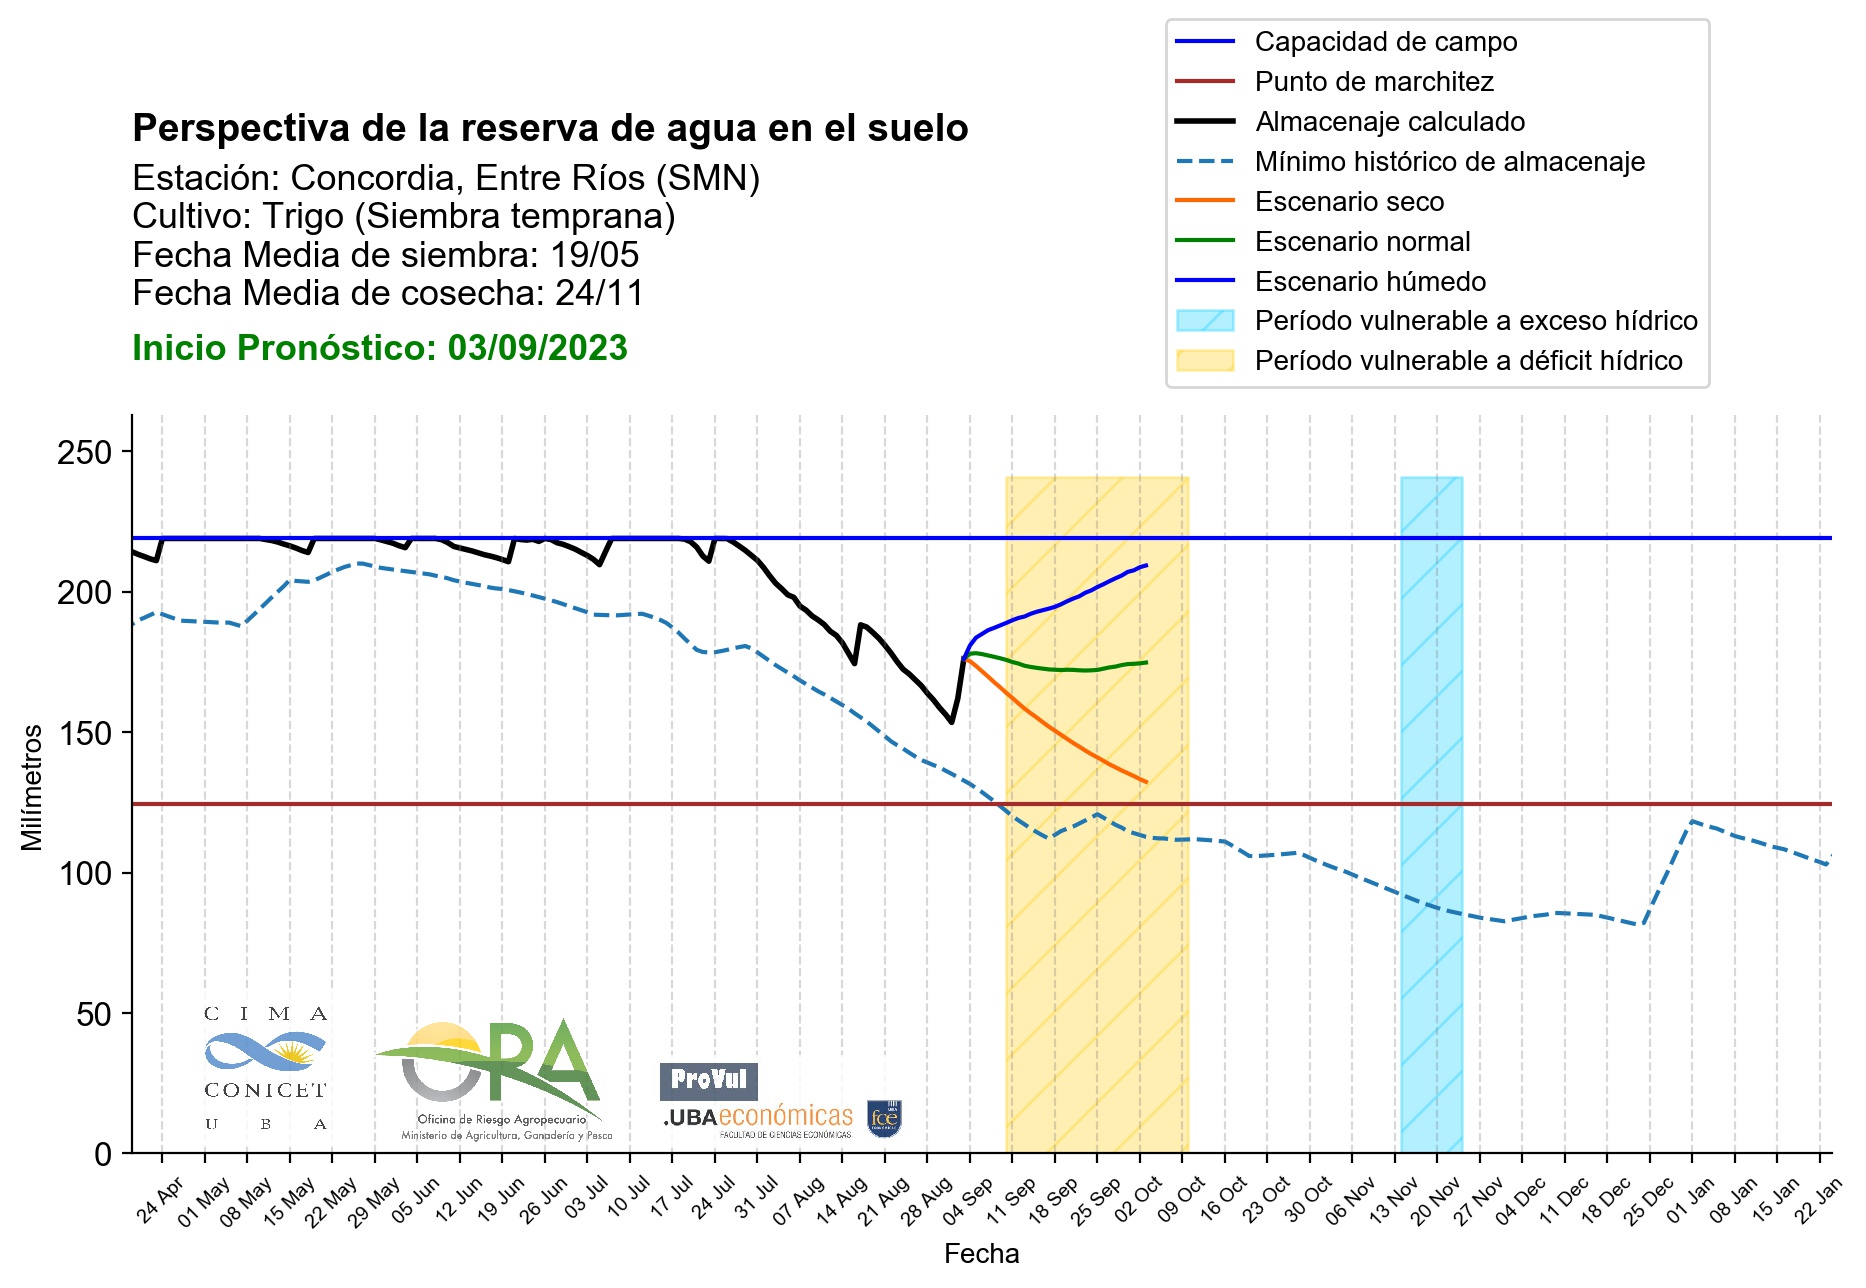 Capacidad de campo
Punto de marchitez
Almacenaje calculado
Mínimo histórico de almacenaje
Escenario seco
Escenario normal
Escenario húmedo
Período vulnerable a exceso hídrico
Período vulnerable a déficit hídrico
Perspectiva de la reserva de agua en el suelo
Estación: Concordia, Entre Ríos (SMN)
Cultivo: Trigo (Siembra temprana)
Fecha Media de siembra: 19/05
Fecha Media de cosecha: 24/11
Inicio Pronóstico: 03/09/2023
Milímetros
250
200
150
100
50
0
C I M A
CONICET
U B A
ORA
Oficina de Riesgo Agropecuario
Ministerio de Agricultura, Ganadería y Pesca
ProVul
.UBAeconómicas
FACULTAD DE CIENCIAS ECONÓMICAS
fce
24 Apr
01 May
08 May
15 May
22 May
29 May
05 Jun
12 Jun
19 Jun
26 Jun
03 Jul
10 Jul
17 Jul
24 Jul
31 Jul
07 Aug
14 Aug
21 Aug
28 Aug
04 Sep
11 Sep
18 Sep
25 Sep
02 Oct
09 Oct
16 Oct
23 Oct
30 Oct
06 Nov
13 Nov
20 Nov
27 Nov
04 Dec
11 Dec
18 Dec
25 Dec
01 Jan
08 Jan
15 Jan
22 Jan
Fecha